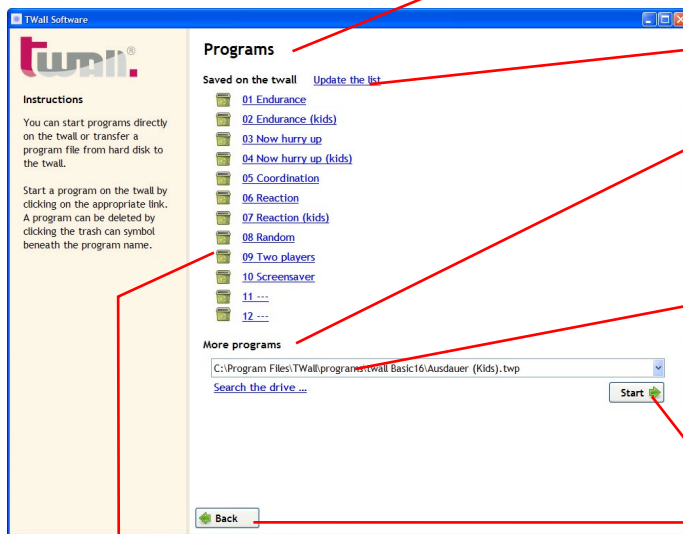 TWall Software
twall®
Programs
Saved on the twall Update the list
Instructions
You can start programs directly
on the twall or transfer a
program file from hard disk to
the twall.
Start a program on the twall by
clicking on the appropriate link.
A program can be deleted by
clicking the trash can symbol
beneath the program name.
01 Endurance
02 Endurance (kids)
03 Now hurry up
04 Now hurry up (kids)
05 Coordination
06 Reaction
07 Reaction (kids)
08 Random
09 Two players
10 Screensaver
11 ---
12 ---
More programs
C:\Program Files\TWall\programs\twall Basic16\Ausdauer (Kids).twp
Search the drive ...
Start
Back